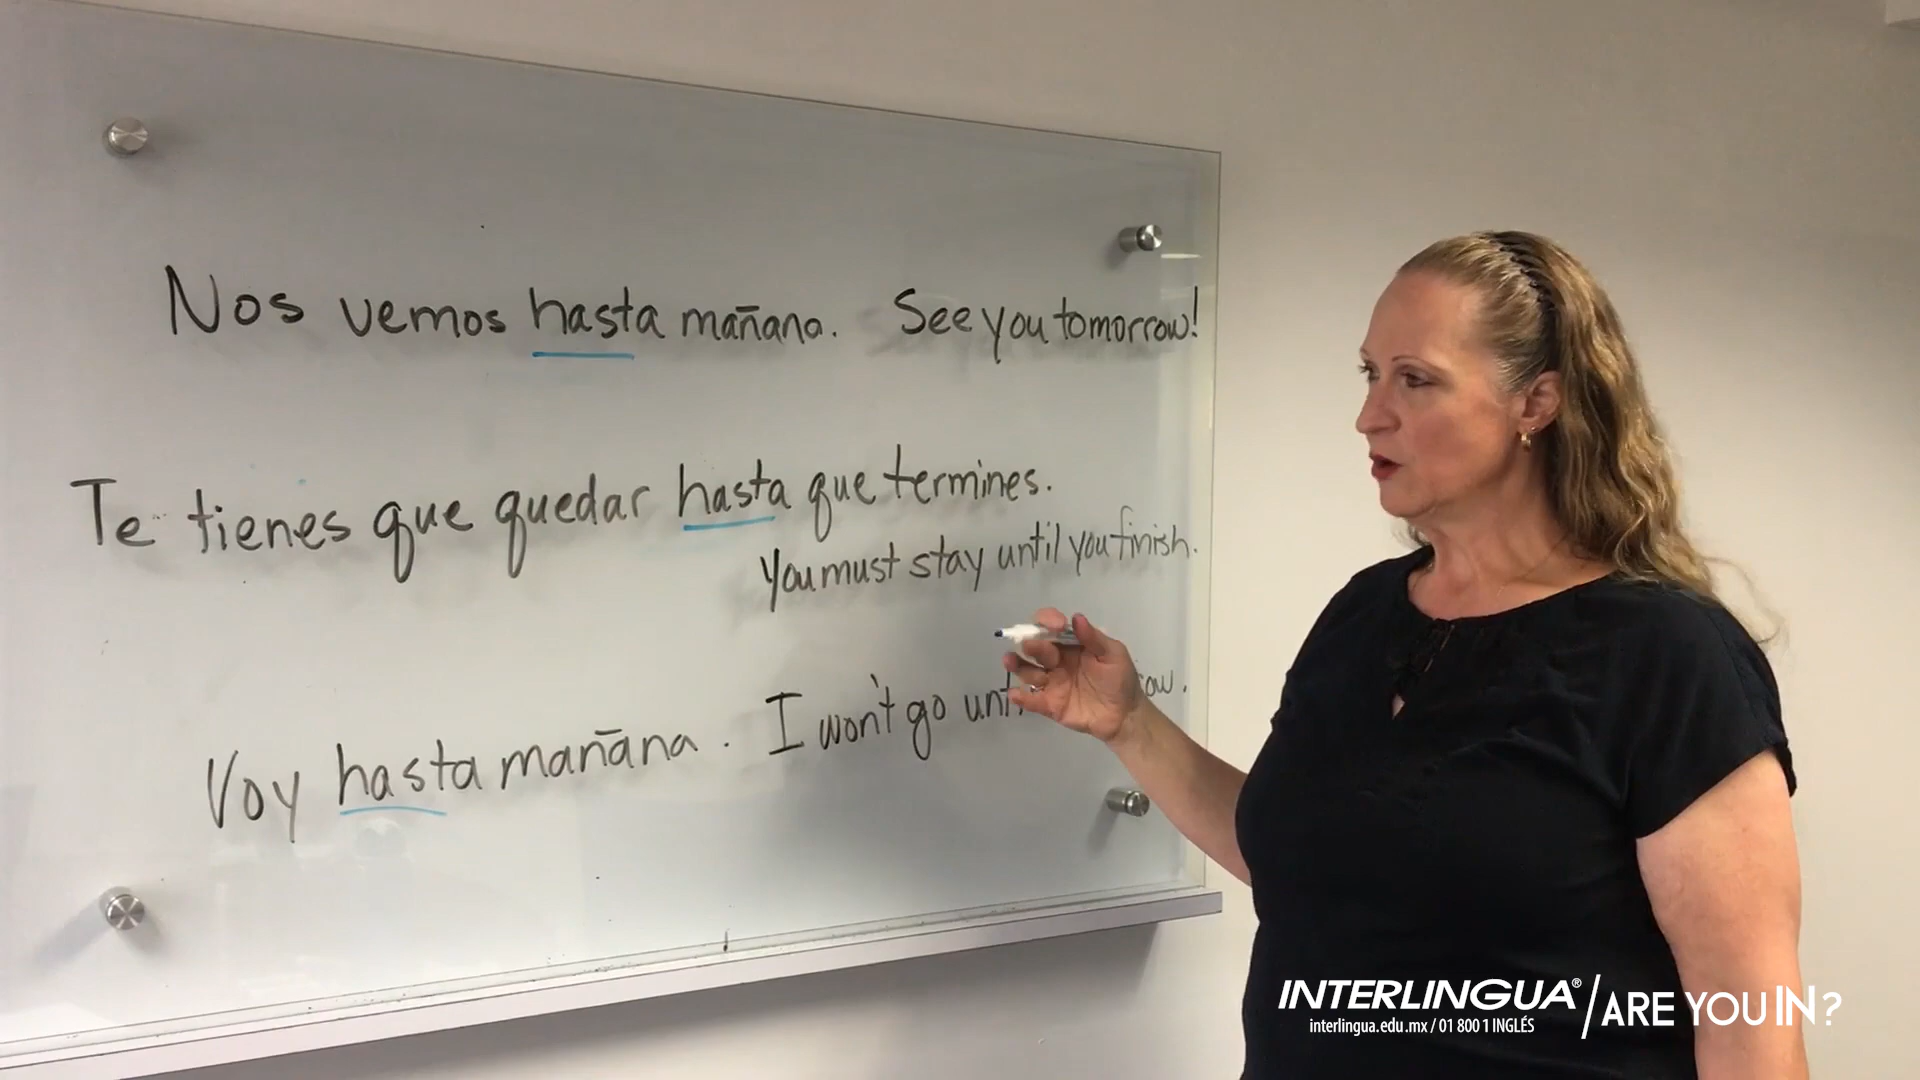 Nos vemos hasta mañana. See you tomorrow!
Te tienes que quedar hasta que termines.
You must stay until you finish.
Voy hasta mañana. I won't go
INTERLINGUA® / ARE YOU IN?
interlingua.edu.mx / 01 800 1 INGLÉS